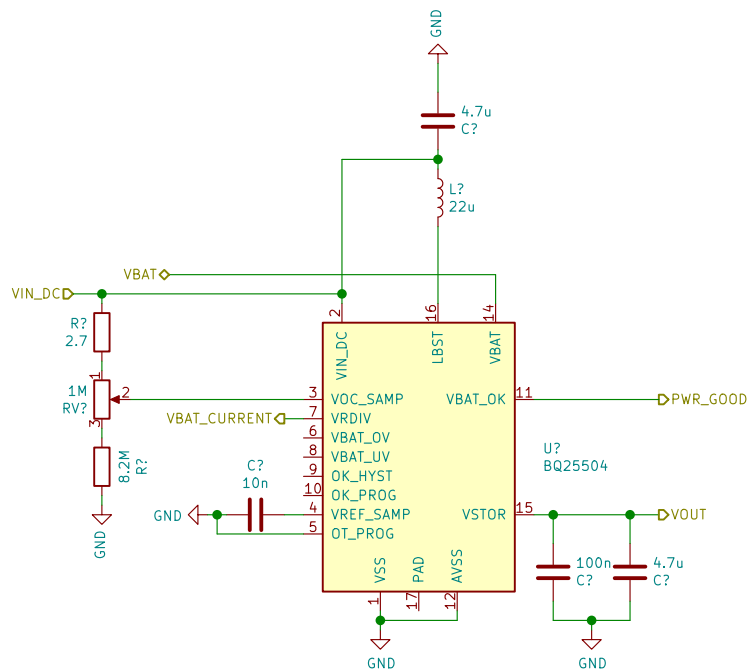 GND
4.7u
C?
L?
22u
VBAT
VIN_DC
2
16
14
R?
2.7
VIN_DC
LBST
VBAT
1
1M
RV?
2
3
3
VOC_SAMP
VBAT_OK
11
PWR_GOOD
VBAT_CURRENT
7
VRDIV
6
VBAT_OV
8
VBAT_UV
9
OK_HYST
10
OK_PROG
4
VREF_SAMP
5
OT_PROG
U?
BQ25504
8.2M
R?
C?
10n
GND
GND
VSTOR
15
VOUT
100n
C?
4.7u
C?
VSS
PAD
AVSS
1
17
12
GND
GND